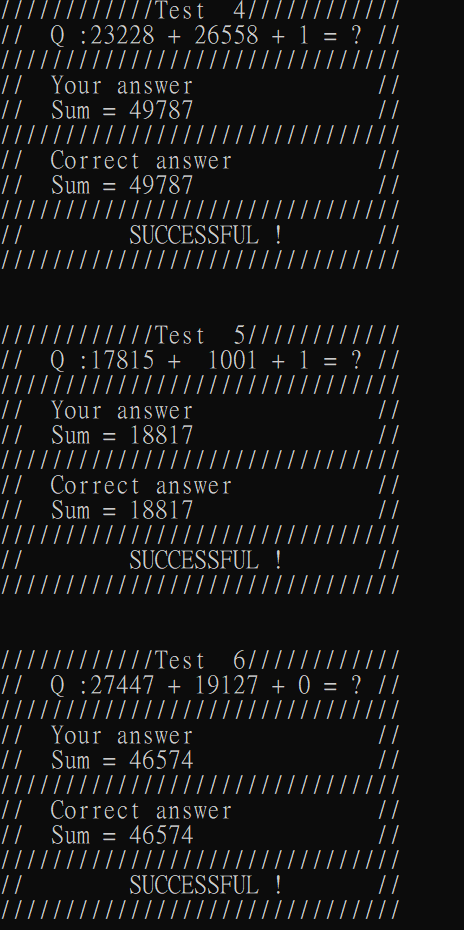 ////////////Test  4////////////
//  Q :23228 + 26558 + 1 = ? //
///////////////////////////////
//  Your answer              //
//  Sum = 49787              //
///////////////////////////////
//  Correct answer           //
//  Sum = 49787              //
///////////////////////////////
//        SUCCESSFUL !       //
///////////////////////////////
////////////Test  5////////////
//  Q :17815 +  1001 + 1 = ? //
///////////////////////////////
//  Your answer              //
//  Sum = 18817              //
///////////////////////////////
//  Correct answer           //
//  Sum = 18817              //
///////////////////////////////
//        SUCCESSFUL !       //
///////////////////////////////
////////////Test  6////////////
//  Q :27447 + 19127 + 0 = ? //
///////////////////////////////
//  Your answer              //
//  Sum = 46574              //
///////////////////////////////
//  Correct answer           //
//  Sum = 46574              //
///////////////////////////////
//        SUCCESSFUL !       //
///////////////////////////////